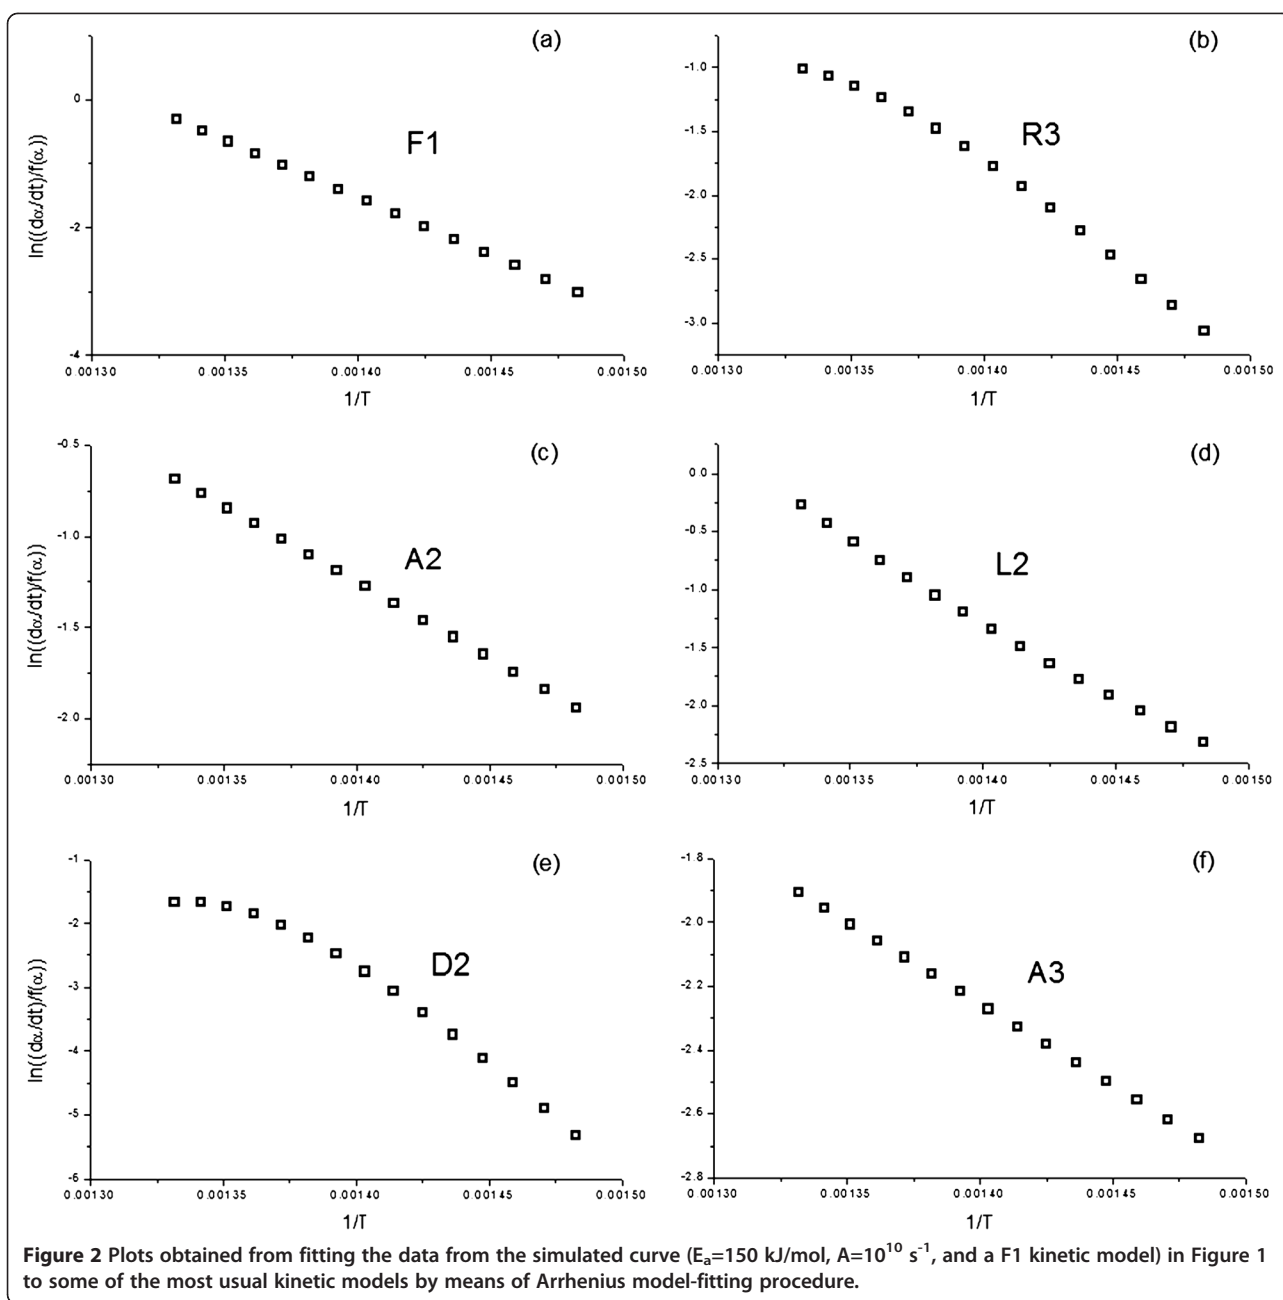 (a)
F1
0
-2
-4
ln((dα/dt)/f(α))
0.00130 0.00135 0.00140 0.00145 0.00150
1/T
(b)
R3
-1.0
-1.5
-2.0
-2.5
-3.0
0.00130 0.00135 0.00140 0.00145 0.00150
1/T
(c)
A2
-0.5
-1.0
-1.5
-2.0
ln((dα/dt)/f(α))
0.00130 0.00135 0.00140 0.00145 0.00150
1/T
(d)
L2
0.0
-0.5
-1.0
-1.5
-2.0
-2.5
0.00130 0.00135 0.00140 0.00145 0.00150
1/T
(e)
D2
-1
-2
-3
-4
-5
-6
ln((dα/dt)/f(α))
0.00130 0.00135 0.00140 0.00145 0.00150
1/T
(f)
A3
-1.8
-2.0
-2.2
-2.4
-2.6
-2.8
0.00130 0.00135 0.00140 0.00145 0.00150
1/T
Figure 2 Plots obtained from fitting the data from the simulated curve (Eₐ=150 kJ/mol, A=10¹⁰ s⁻¹, and a F1 kinetic model) in Figure 1
to some of the most usual kinetic models by means of Arrhenius model-fitting procedure.